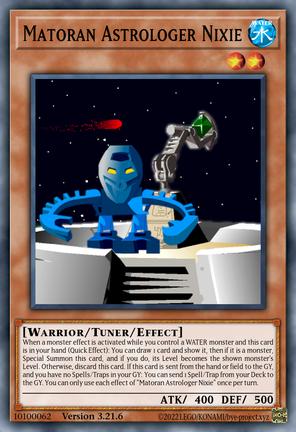 MATORAN ASTROLOGER NIXIE
WATER
水
[WARRIOR/TUNER/EFFECT]
When a monster effect is activated while you control a WATER monster and this card
is in your hand (Quick Effect): You can draw 1 card and show it, then if it is a monster,
Special Summon this card, and if you do, its Level becomes the shown monster's
Level. Otherwise, discard this card. If this card is sent from the hand or field to the GY,
and you have no Spells/Traps in your GY: You can send 1 Spell/Trap from your Deck to
the GY. You can only use each effect of "Matoran Astrologer Nixie" once per turn.
ATK/ 400 DEF/ 500
10100062 Version 3.21.6 ©2022LEGO/KONAMI/bye-project.xyz